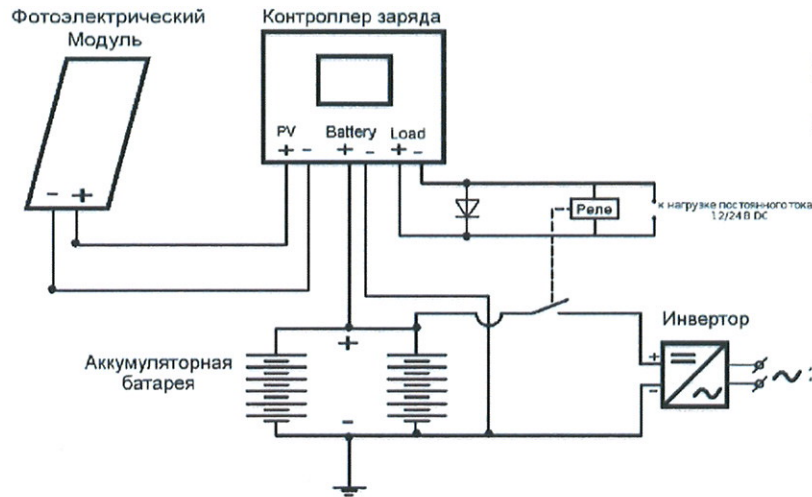 Фотоэлектрический
Модуль
Контроллер заряда
PV Battery Load
+ - + - + -
- +
Реле
к нагрузке постоянного тока
12/24 В DC
Инвертор
+
-
Аккумуляторная
батарея
+
-